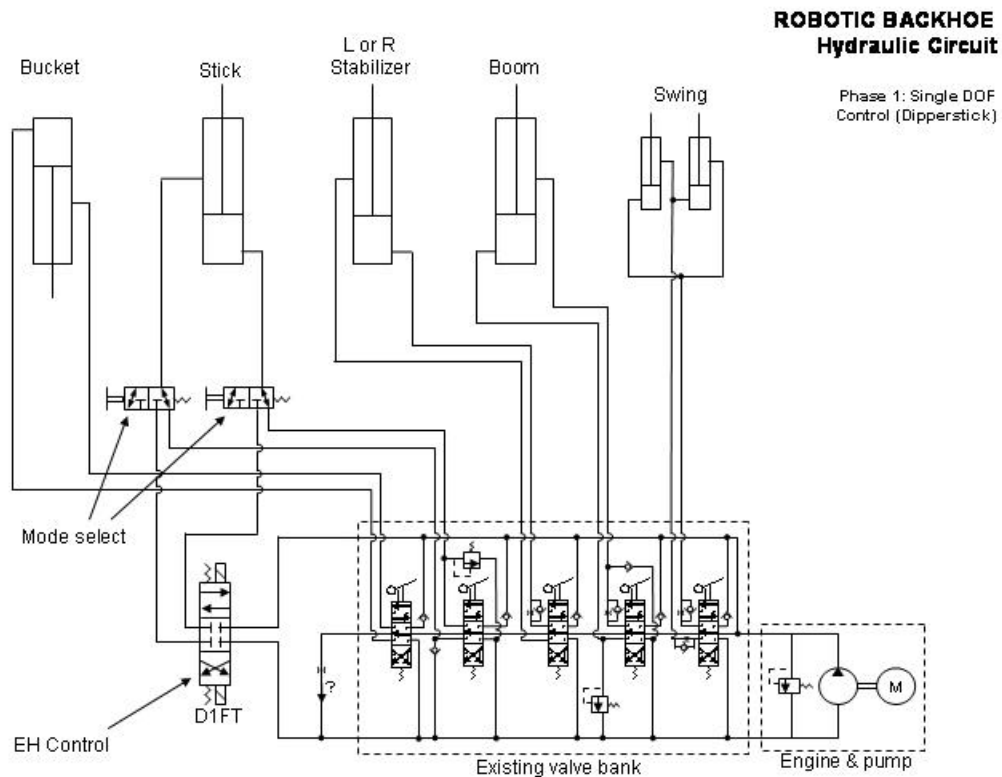 ROBOTIC BACKHOE
Hydraulic Circuit
Phase 1: Single DOF
Control (Dipperstick)
Bucket
Stick
L or R
Stabilizer
Boom
Swing
Mode select
?
M
D1FT
EH Control
Existing valve bank
Engine & pump